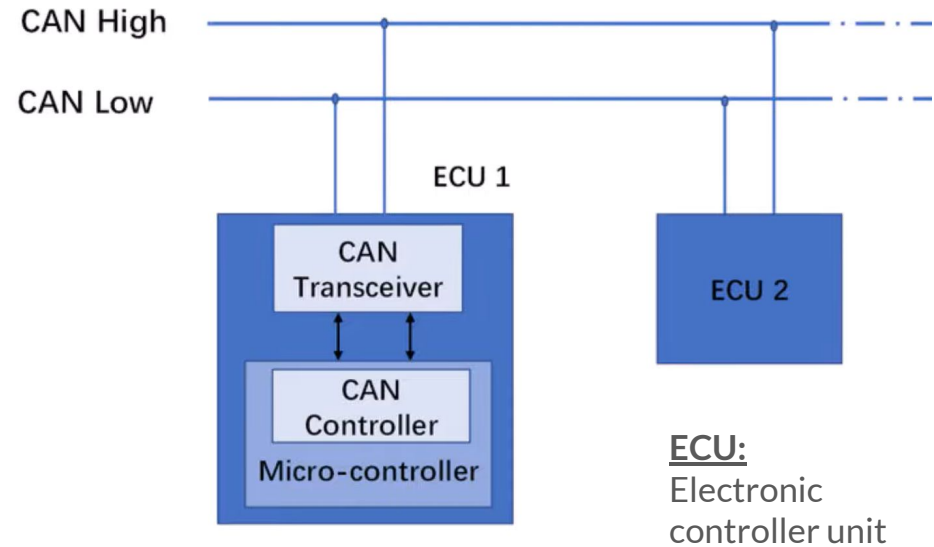 CAN High
CAN Low
ECU 1
CAN
Transceiver
ECU 2
CAN
Controller
Micro-controller
ECU:
Electronic
controller unit